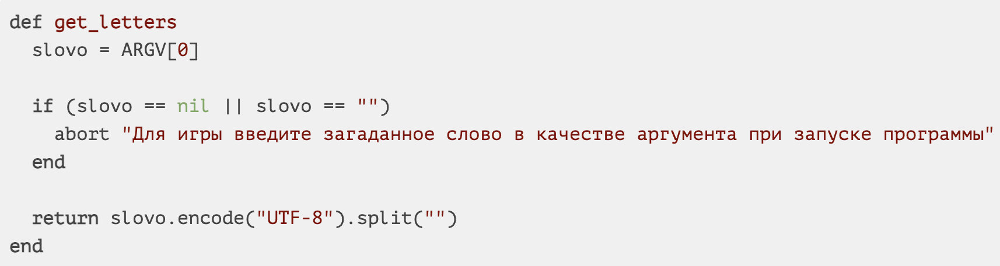 def get_letters
  slovo = ARGV[0]

  if (slovo == nil || slovo == "")
    abort "Для игры введите загаданное слово в качестве аргумента при запуске программы"
  end

  return slovo.encode("UTF-8").split("")
end